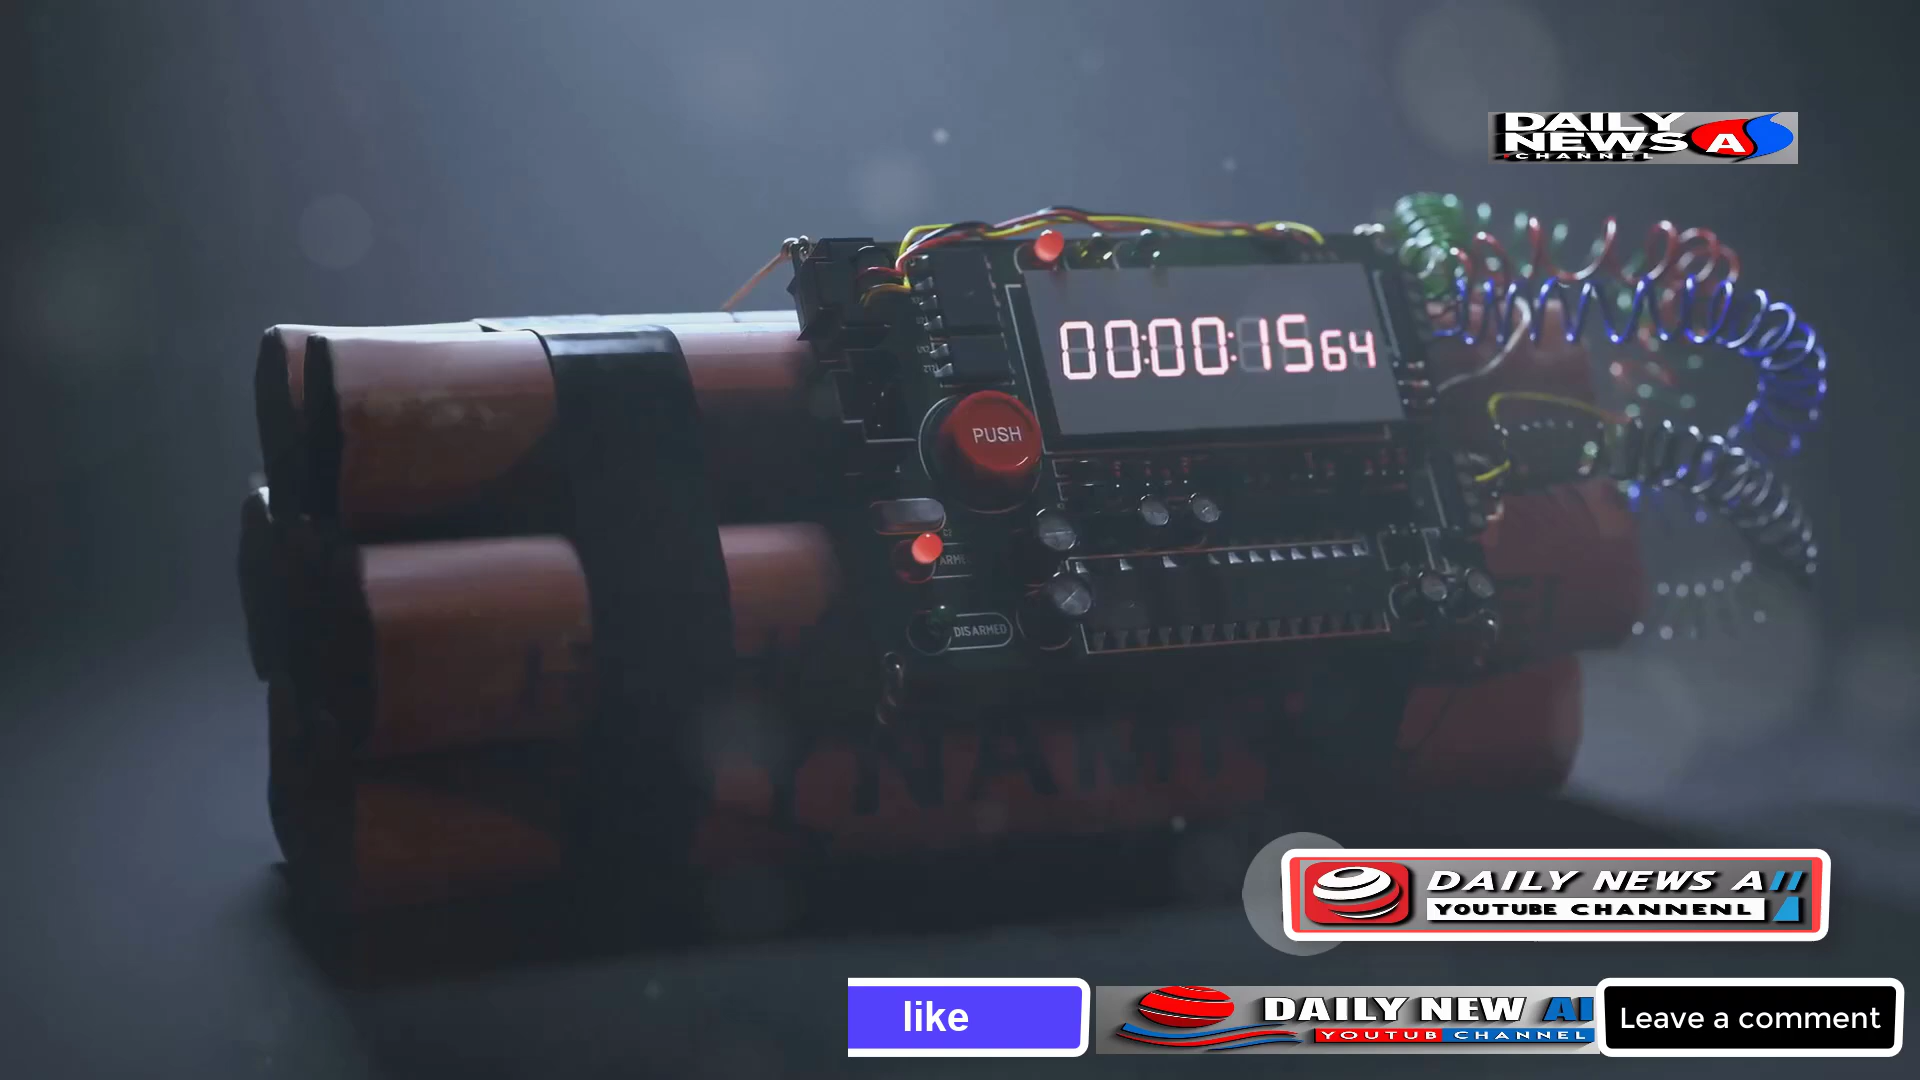 DAILY
NEWS A
CHANNEL
00:00:15 64
PUSH
ARMED
DISARMED
DYNAMITE
DAILY NEWS A
YOUTUBE CHANNENL
like
DAILY NEW AI
YOUTUB CHANNEL
Leave a comment